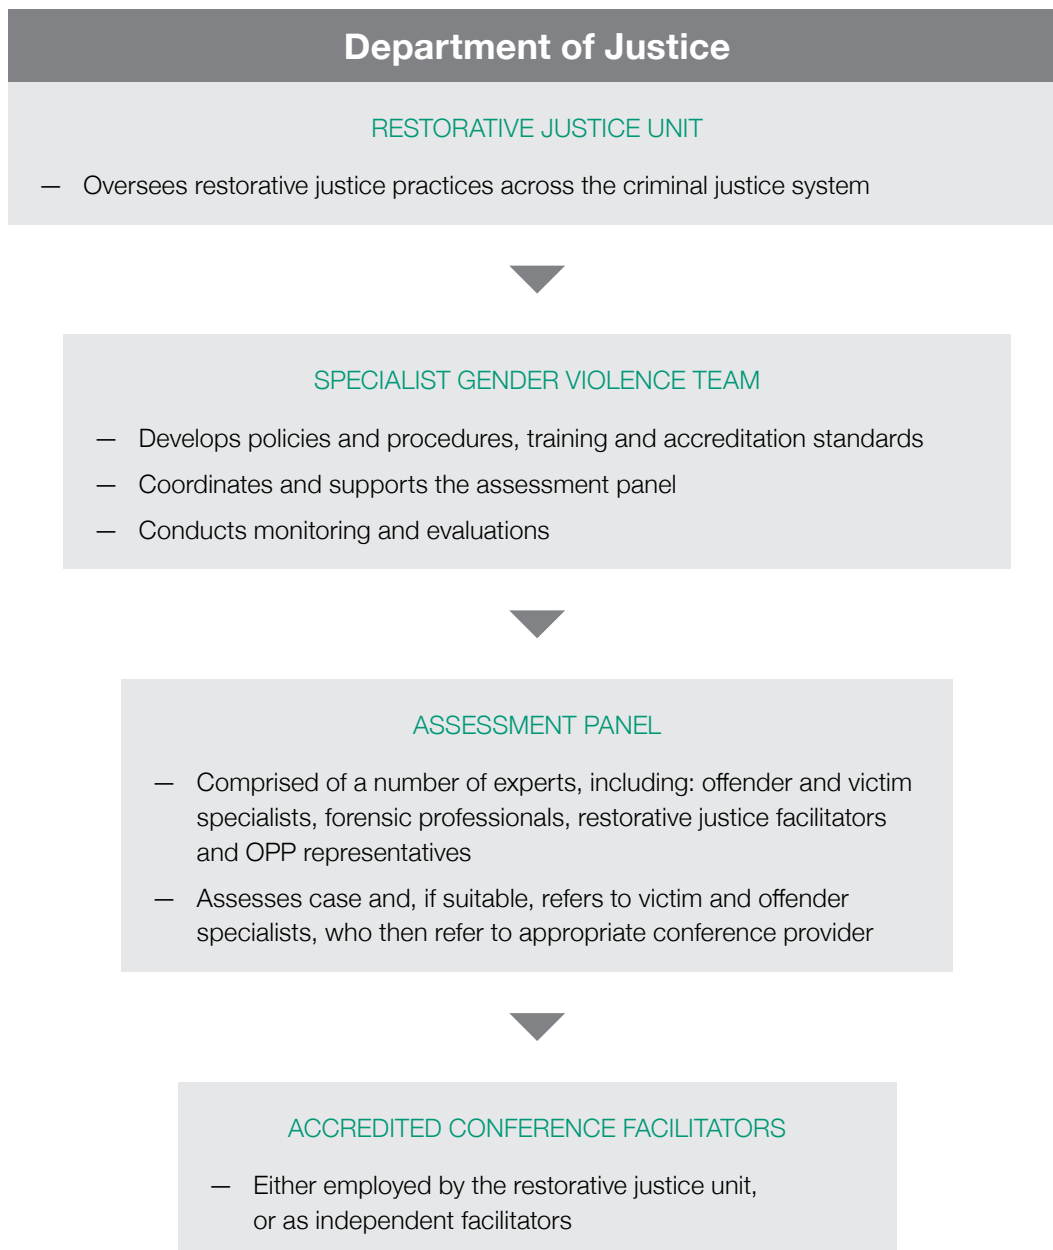 Department of Justice
RESTORATIVE JUSTICE UNIT
— Oversees restorative justice practices across the criminal justice system
SPECIALIST GENDER VIOLENCE TEAM
— Develops policies and procedures, training and accreditation standards
— Coordinates and supports the assessment panel
— Conducts monitoring and evaluations
ASSESSMENT PANEL
— Comprised of a number of experts, including: offender and victim
specialists, forensic professionals, restorative justice facilitators
and OPP representatives
— Assesses case and, if suitable, refers to victim and offender
specialists, who then refer to appropriate conference provider
ACCREDITED CONFERENCE FACILITATORS
— Either employed by the restorative justice unit,
or as independent facilitators